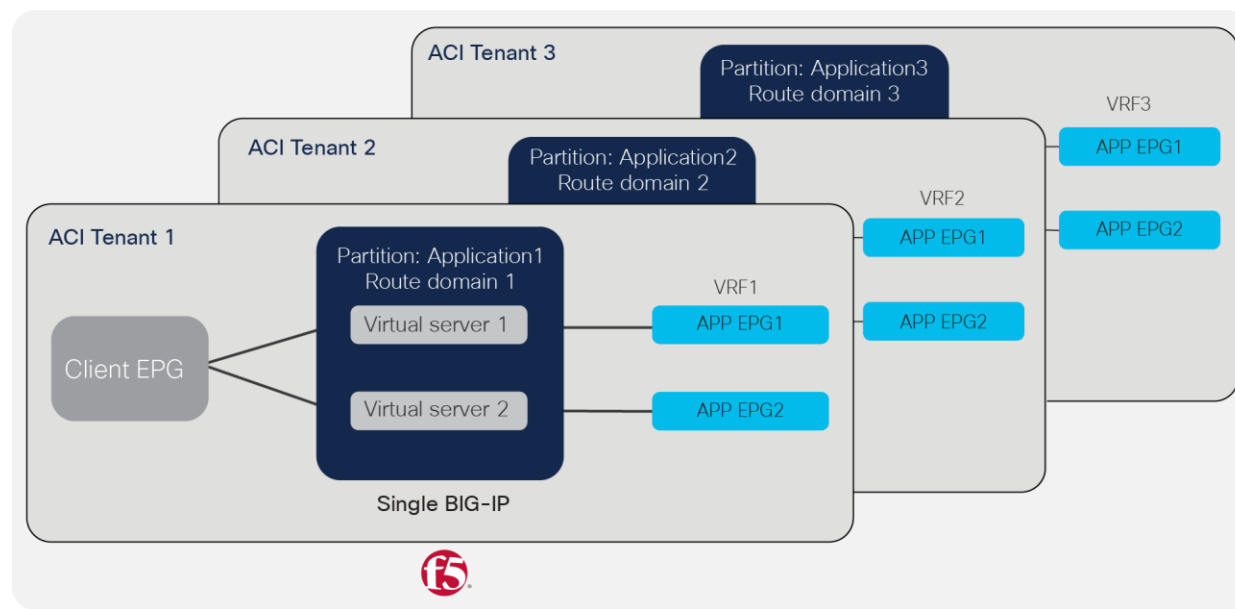 ACI Tenant 3
Partition: Application3
Route domain 3
VRF3
APP EPG1
APP EPG2
ACI Tenant 2
Partition: Application2
Route domain 2
VRF2
APP EPG1
APP EPG2
ACI Tenant 1
Partition: Application1
Route domain 1
Client EPG
Virtual server 1
Virtual server 2
VRF1
APP EPG1
APP EPG2
Single BIG-IP
f5